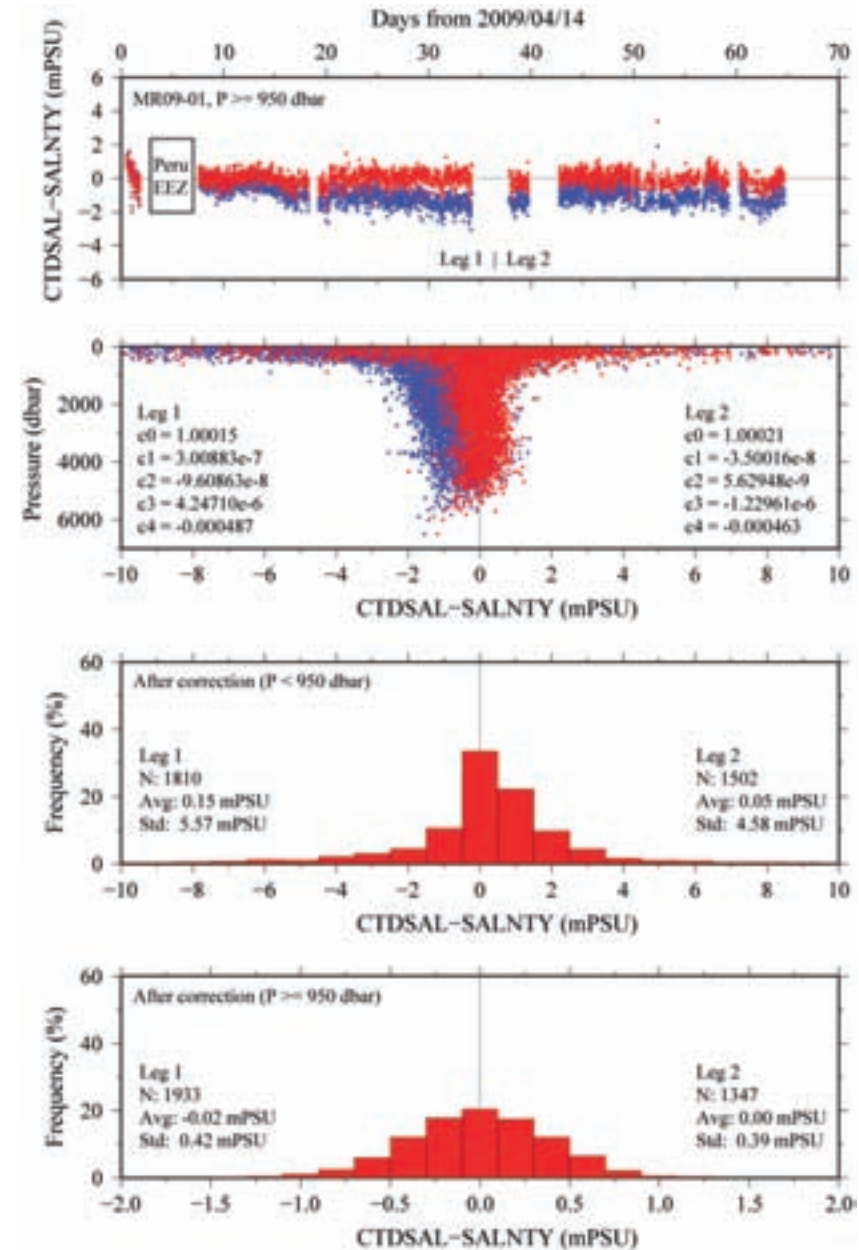 Days from 2009/04/14
0 10 20 30 40 50 60 70
CTDSAL−SALNTY (mPSU)
6
4
2
0
−2
−4
−6
MR09-01, P >= 950 dbar
Peru
EEZ
Leg 1 | Leg 2
Pressure (dbar)
0
2000
4000
6000
Leg 1
c0 = 1.00015
c1 = 3.00883e-7
c2 = -9.60863e-8
c3 = 4.24710e-6
c4 = -0.000487
Leg 2
c0 = 1.00021
c1 = -3.50016e-8
c2 = 5.62948e-9
c3 = -1.22961e-6
c4 = -0.000463
−10 −8 −6 −4 −2 0 2 4 6 8 10
CTDSAL−SALNTY (mPSU)
Frequency (%)
60
40
20
0
After correction (P < 950 dbar)
Leg 1
N: 1810
Avg: 0.15 mPSU
Std: 5.57 mPSU
Leg 2
N: 1502
Avg: 0.05 mPSU
Std: 4.58 mPSU
−10 −8 −6 −4 −2 0 2 4 6 8 10
CTDSAL−SALNTY (mPSU)
Frequency (%)
60
40
20
0
After correction (P >= 950 dbar)
Leg 1
N: 1933
Avg: -0.02 mPSU
Std: 0.42 mPSU
Leg 2
N: 1347
Avg: 0.00 mPSU
Std: 0.39 mPSU
−2.0 −1.5 −1.0 −0.5 0.0 0.5 1.0 1.5 2.0
CTDSAL−SALNTY (mPSU)